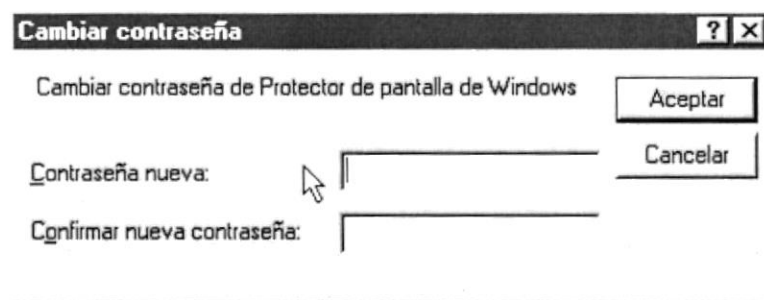 Cambiar contraseña
Cambiar contraseña de Protector de pantalla de Windows
Aceptar
Cancelar
Contraseña nueva:
Confirmar nueva contraseña: